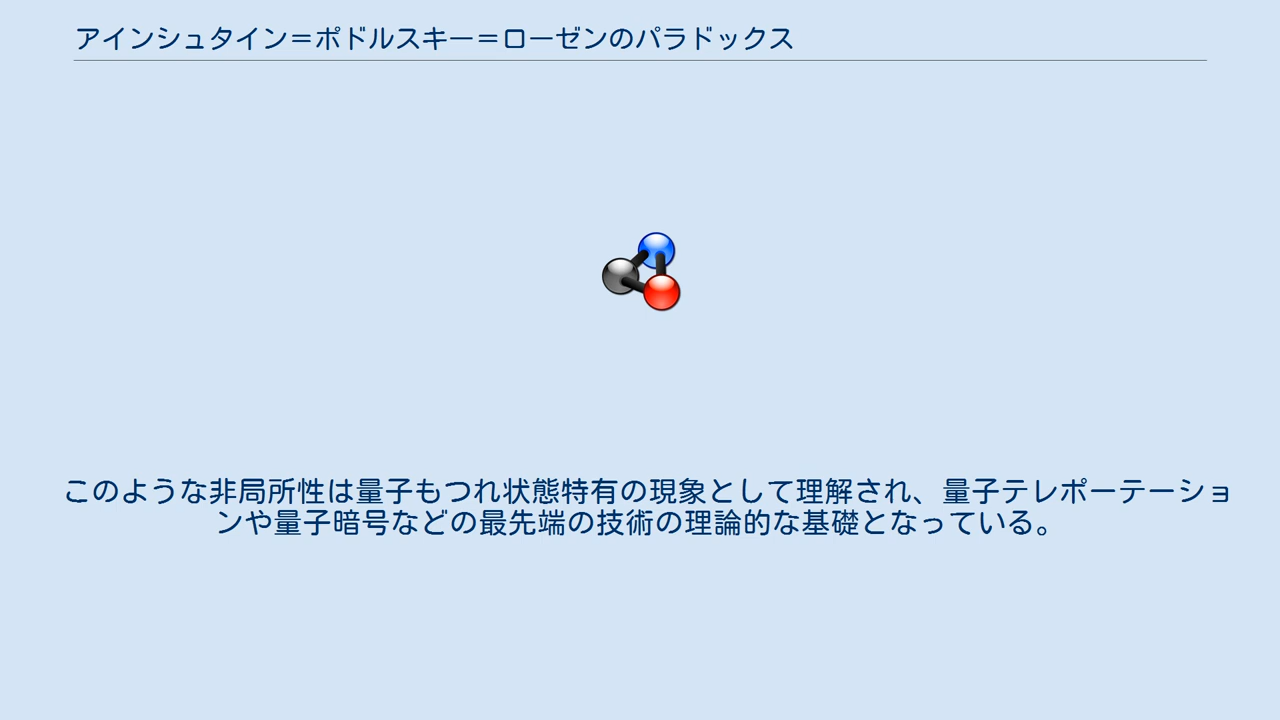 アインシュタイン＝ポドルスキー＝ローゼンのパラドックス
このような非局所性は量子もつれ状態特有の現象として理解され、量子テレポーテーショ
ンや量子暗号などの最先端の技術の理論的な基礎となっている。